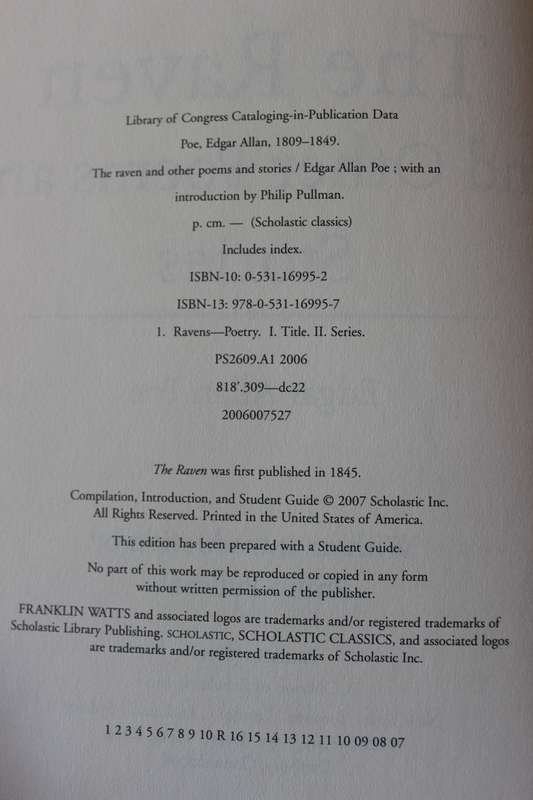 Library of Congress Cataloging-in-Publication Data
Poe, Edgar Allan, 1809–1849.
The raven and other poems and stories / Edgar Allan Poe ; with an
introduction by Philip Pullman.
p. cm. — (Scholastic classics)
Includes index.
ISBN-10: 0-531-16995-2
ISBN-13: 978-0-531-16995-7
1. Ravens—Poetry. I. Title. II. Series.
PS2609.A1 2006
818'.309—dc22
2006007527
The Raven was first published in 1845.
Compilation, Introduction, and Student Guide © 2007 Scholastic Inc.
All Rights Reserved. Printed in the United States of America.
This edition has been prepared with a Student Guide.
No part of this work may be reproduced or copied in any form
without written permission of the publisher.
FRANKLIN WATTS and associated logos are trademarks and/or registered trademarks of
Scholastic Library Publishing. SCHOLASTIC, SCHOLASTIC CLASSICS, and associated logos
are trademarks and/or registered trademarks of Scholastic Inc.
1 2 3 4 5 6 7 8 9 10 R 16 15 14 13 12 11 10 09 08 07